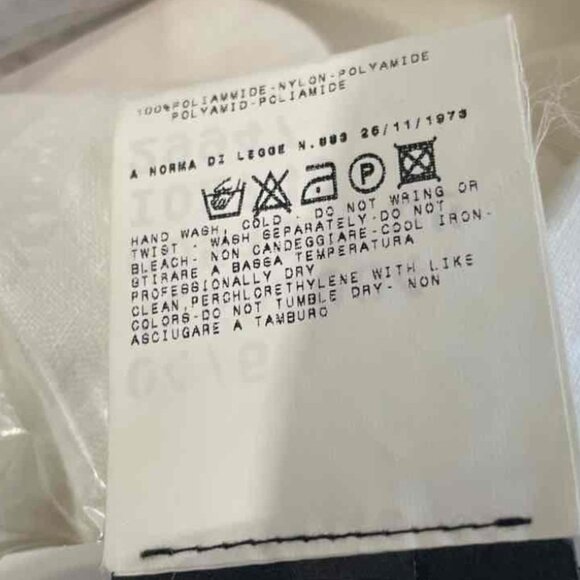 100%POLIAMMIDE-NYLON-POLYAMIDE
POLYAMID-POLIAMIDE
A NORMA DI LEGGE N.883 26/11/1973
P
HAND WASH, COLD - DO NOT WRING OR
TWIST - WASH SEPARATELY-DO NOT
BLEACH- NON CANDEGGIARE-COOL IRON-
STIRARE A BASSA TEMPERATURA
PROFESSIONALLY DRY
CLEAN,PERCHLORETHYLENE WITH LIKE
COLORS-DO NOT TUMBLE DRY- NON
ASCIUGARE A TAMBURO